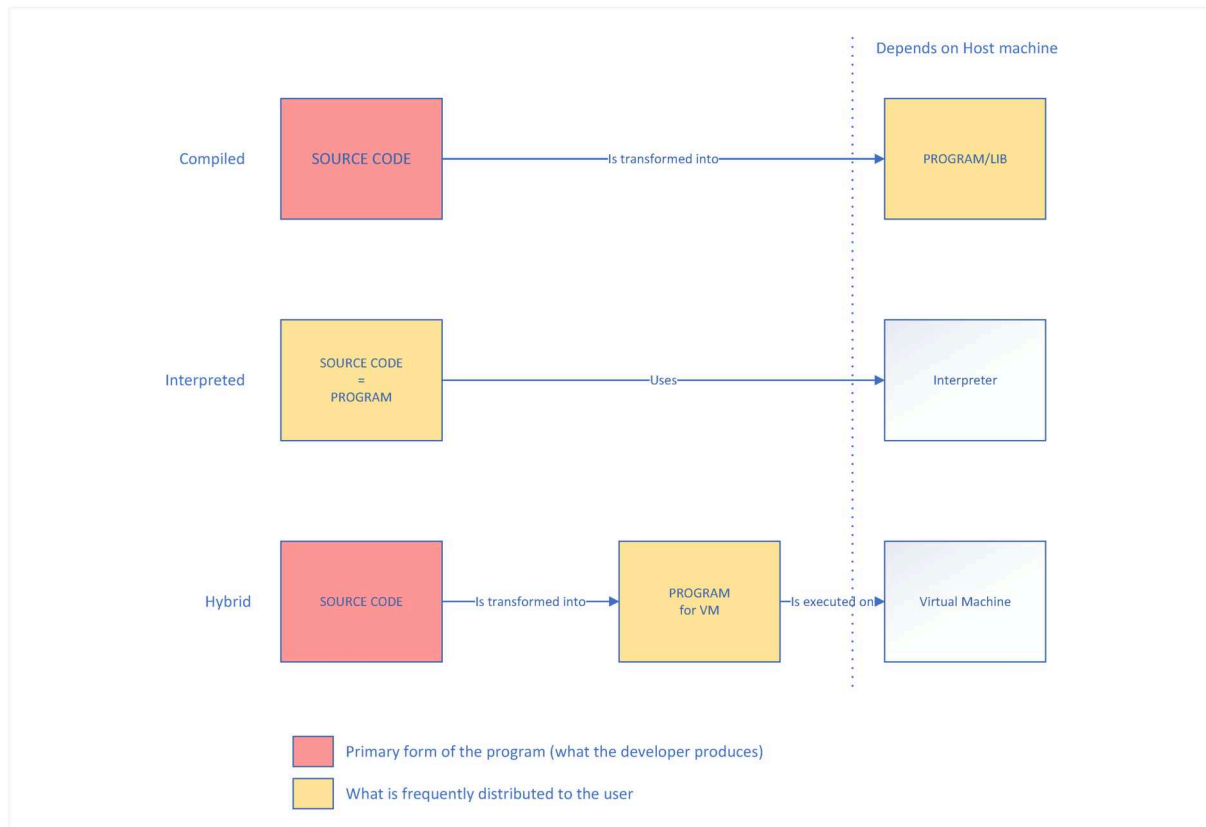 Depends on Host machine
Compiled
SOURCE CODE
Is transformed into
PROGRAM/LIB
Interpreted
SOURCE CODE
=
PROGRAM
Uses
Interpreter
Hybrid
SOURCE CODE
Is transformed into
PROGRAM
for VM
Is executed on
Virtual Machine
Primary form of the program (what the developer produces)
What is frequently distributed to the user